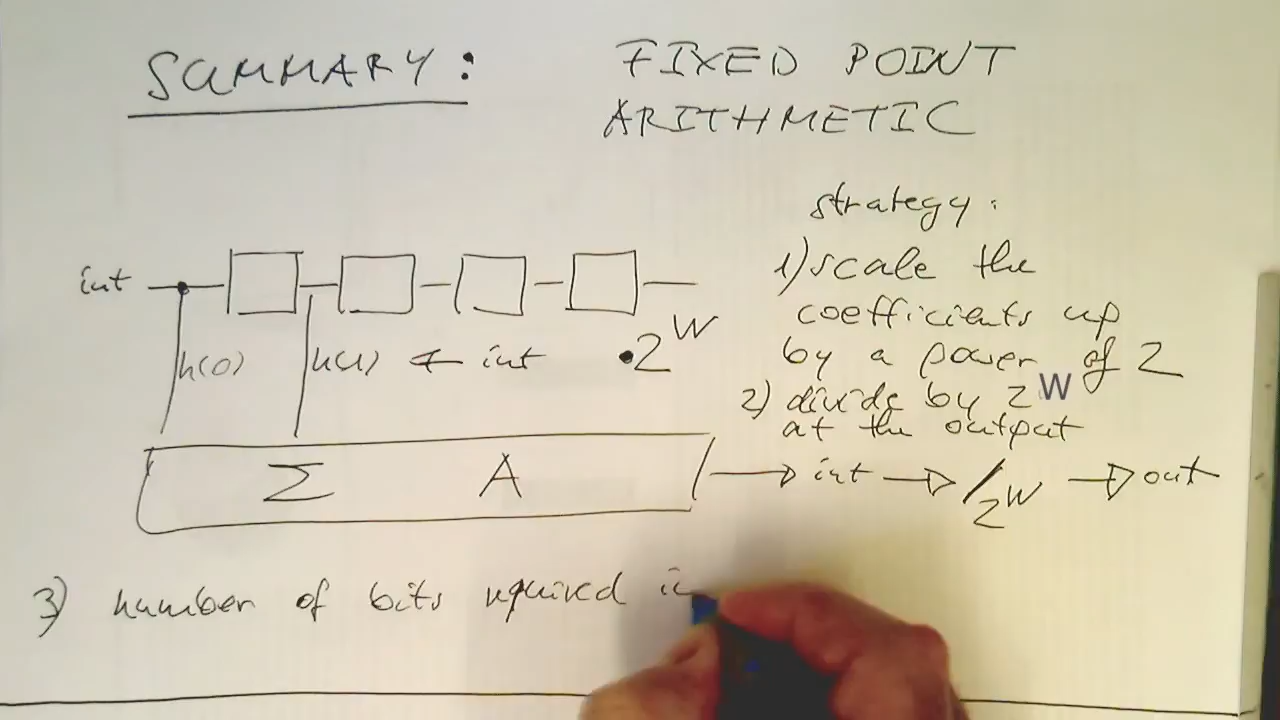 SUMMARY:
FIXED POINT
ARITHMETIC
strategy:
1) scale the
coefficients up
by a power of 2
2) divide by 2^W
at the output
int
h(0) h(1) ← int •2^W
Σ A → int → /2^W → out
3) number of bits required in